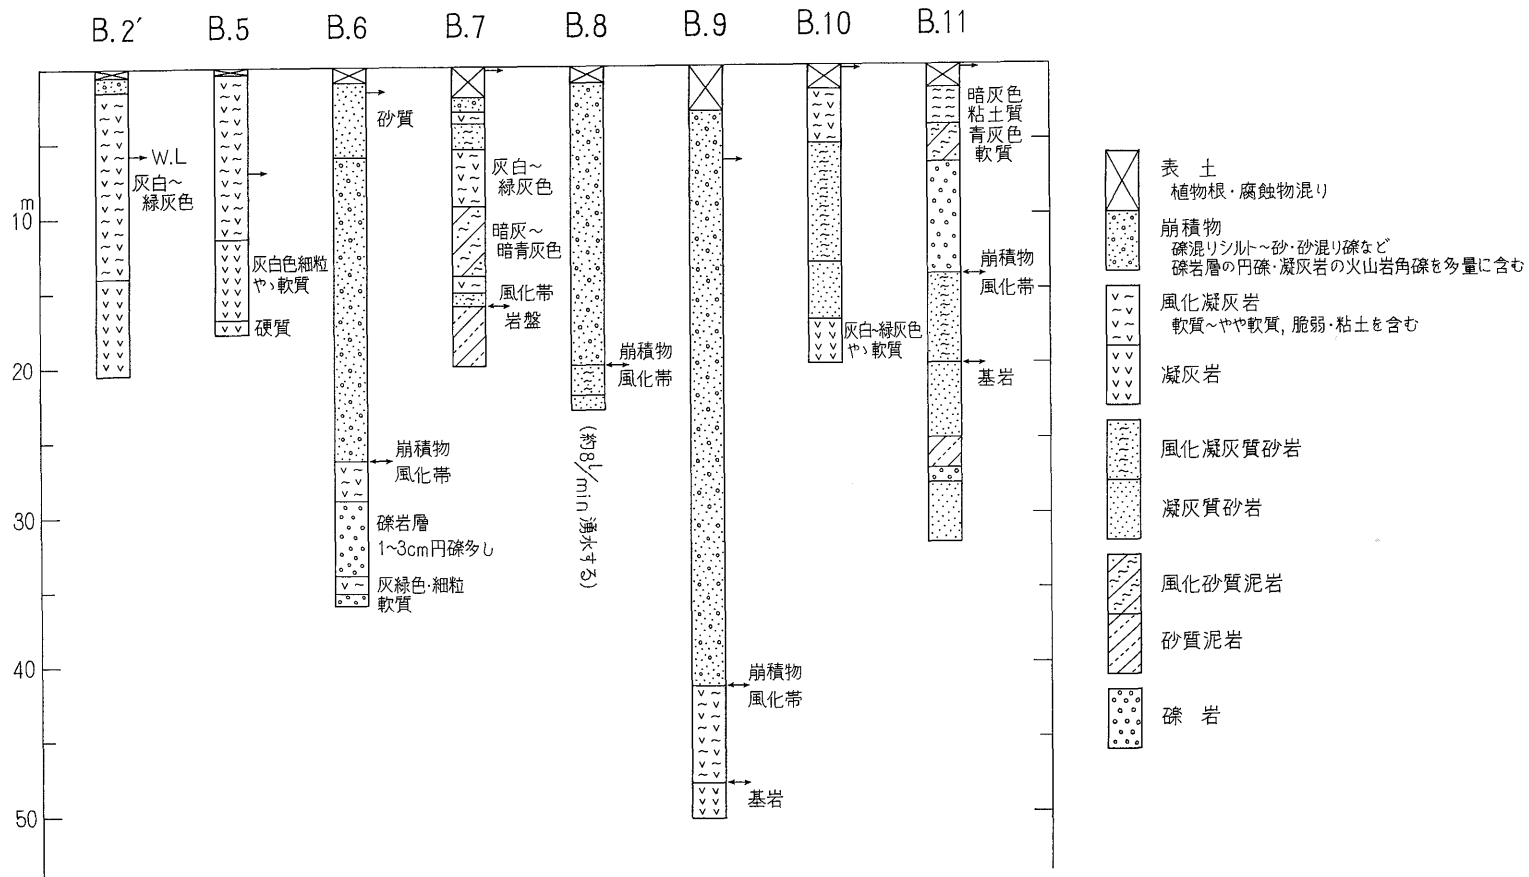 B.2′
B.5
B.6
B.7
B.8
B.9
B.10
B.11
m
10
20
30
40
50
W.L
灰白～
緑灰色
灰白色細粒
やゝ軟質
硬質
砂質
崩積物
風化帯
礫岩層
1~3cm円礫多し
灰緑色・細粒
軟質
灰白～
緑灰色
暗灰～
暗青灰色
風化帯
岩盤
崩積物
風化帯
(約8ℓ/min湧水する)
崩積物
風化帯
基岩
灰白~緑灰色
やゝ軟質
暗灰色
粘土質
青灰色
軟質
崩積物
風化帯
基岩
表土
植物根・腐蝕物混り
崩積物
礫混りシルト～砂・砂混り礫など
礫岩層の円礫・凝灰岩の火山岩角礫を多量に含む
風化凝灰岩
軟質～やや軟質, 脆弱・粘土を含む
凝灰岩
風化凝灰質砂岩
凝灰質砂岩
風化砂質泥岩
砂質泥岩
礫岩